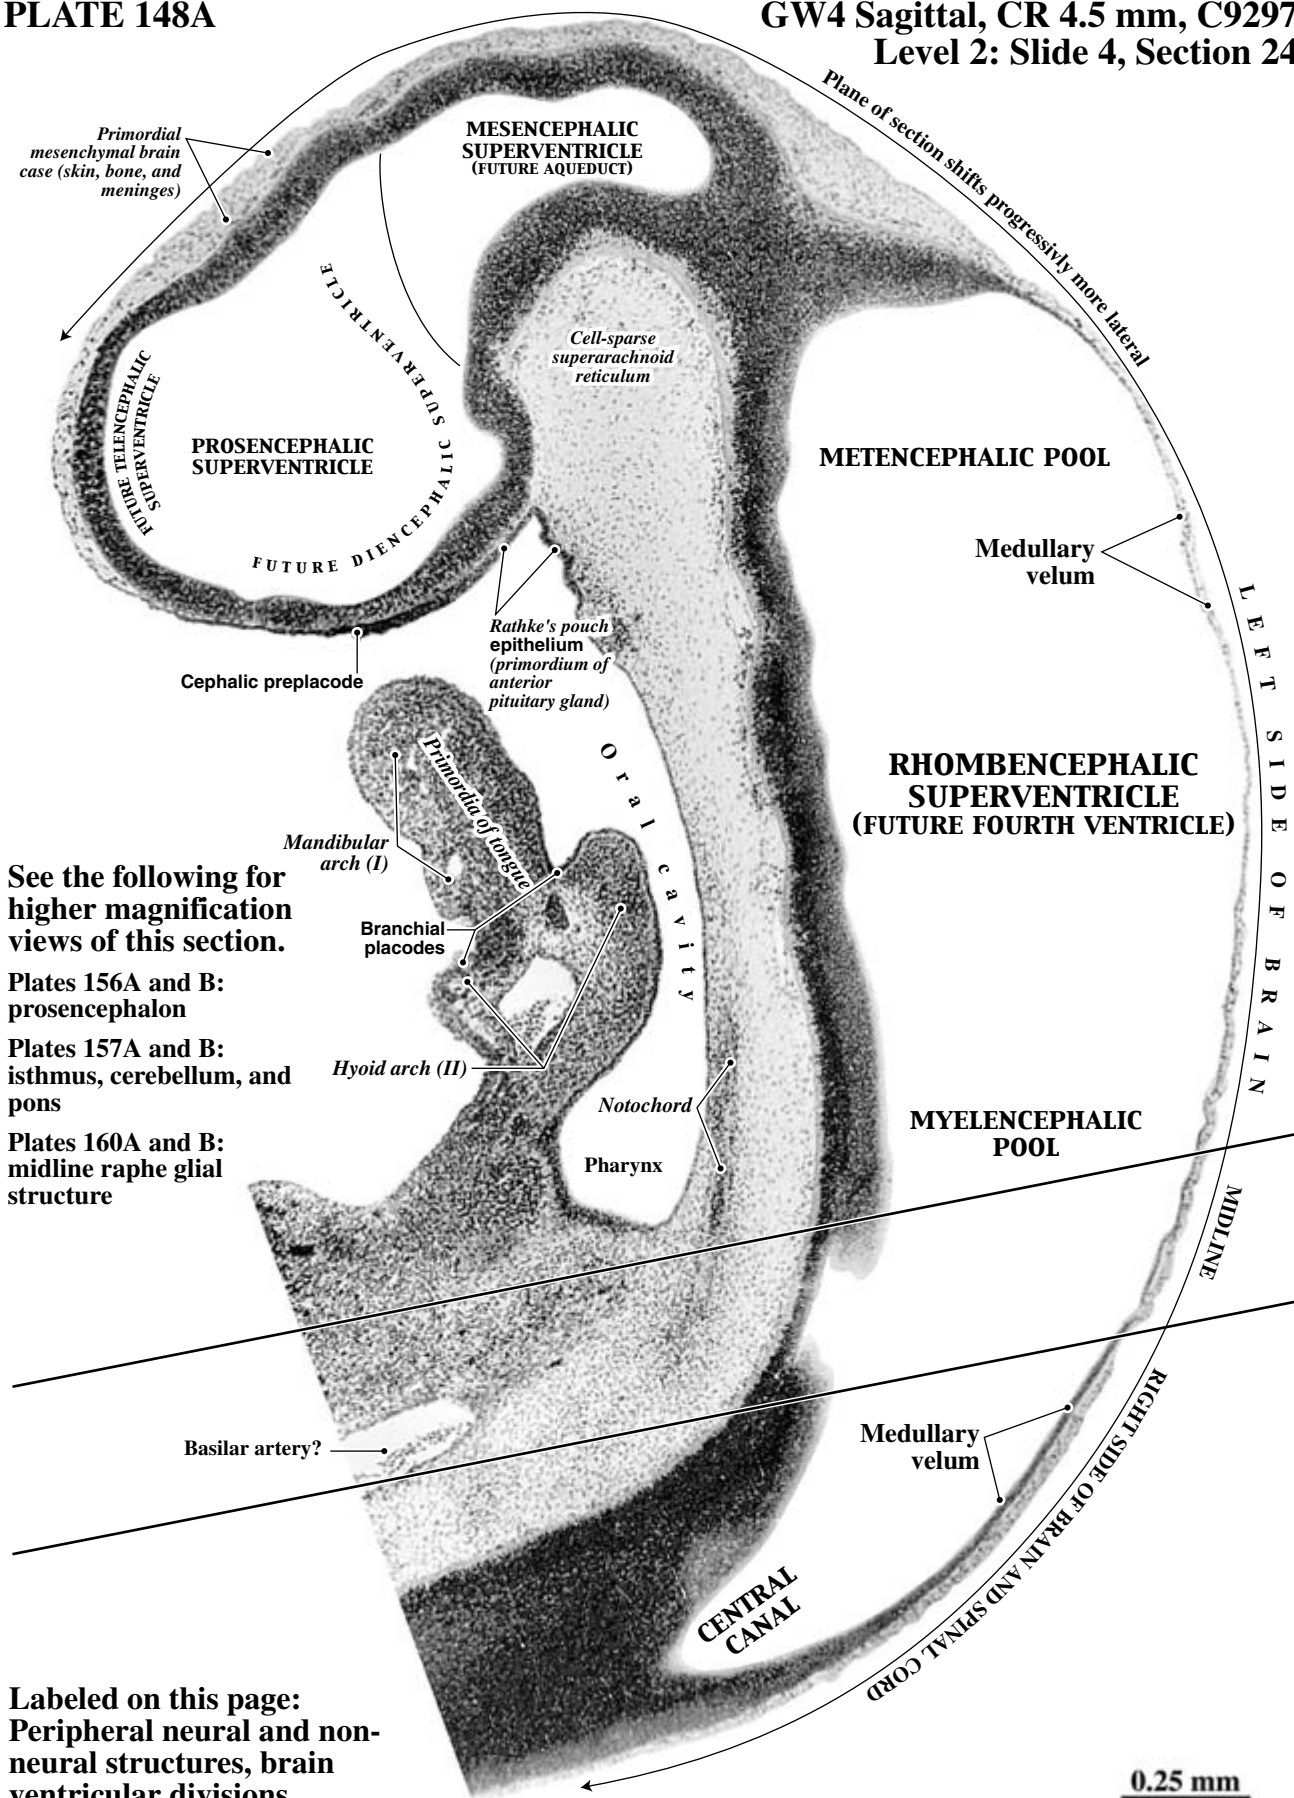 PLATE 148A
GW4 Sagittal, CR 4.5 mm, C9297
Level 2: Slide 4, Section 24
Plane of section shifts progressivly more lateral
Primordial
mesenchymal brain
case (skin, bone, and
meninges)
MESENCEPHALIC
SUPERVENTRICLE
(FUTURE AQUEDUCT)
Cell-sparse
superarachnoid
reticulum
FUTURE TELENCEPHALIC
SUPERVENTRICLE
PROSENCEPHALIC
SUPERVENTRICLE
FUTURE DIENCEPHALIC SUPERVENTRICLE
METENCEPHALIC POOL
Medullary
velum
LEFT SIDE OF BRAIN
Rathke's pouch
epithelium
(primordium of
anterior
pituitary gland)
Cephalic preplacode
Oral cavity
Primordia of tongue
RHOMBENCEPHALIC
SUPERVENTRICLE
(FUTURE FOURTH VENTRICLE)
Mandibular
arch (I)
See the following for
higher magnification
views of this section.
Branchial
placodes
Plates 156A and B:
prosencephalon
Plates 157A and B:
isthmus, cerebellum, and
pons
Hyoid arch (II)
Notochord
MYELENCEPHALIC
POOL
Plates 160A and B:
midline raphe glial
structure
Pharynx
MIDLINE
Basilar artery?
Medullary
velum
RIGHT SIDE OF BRAIN AND SPINAL CORD
CENTRAL
CANAL
Labeled on this page:
Peripheral neural and non-
neural structures, brain
ventricular divisions
0.25 mm